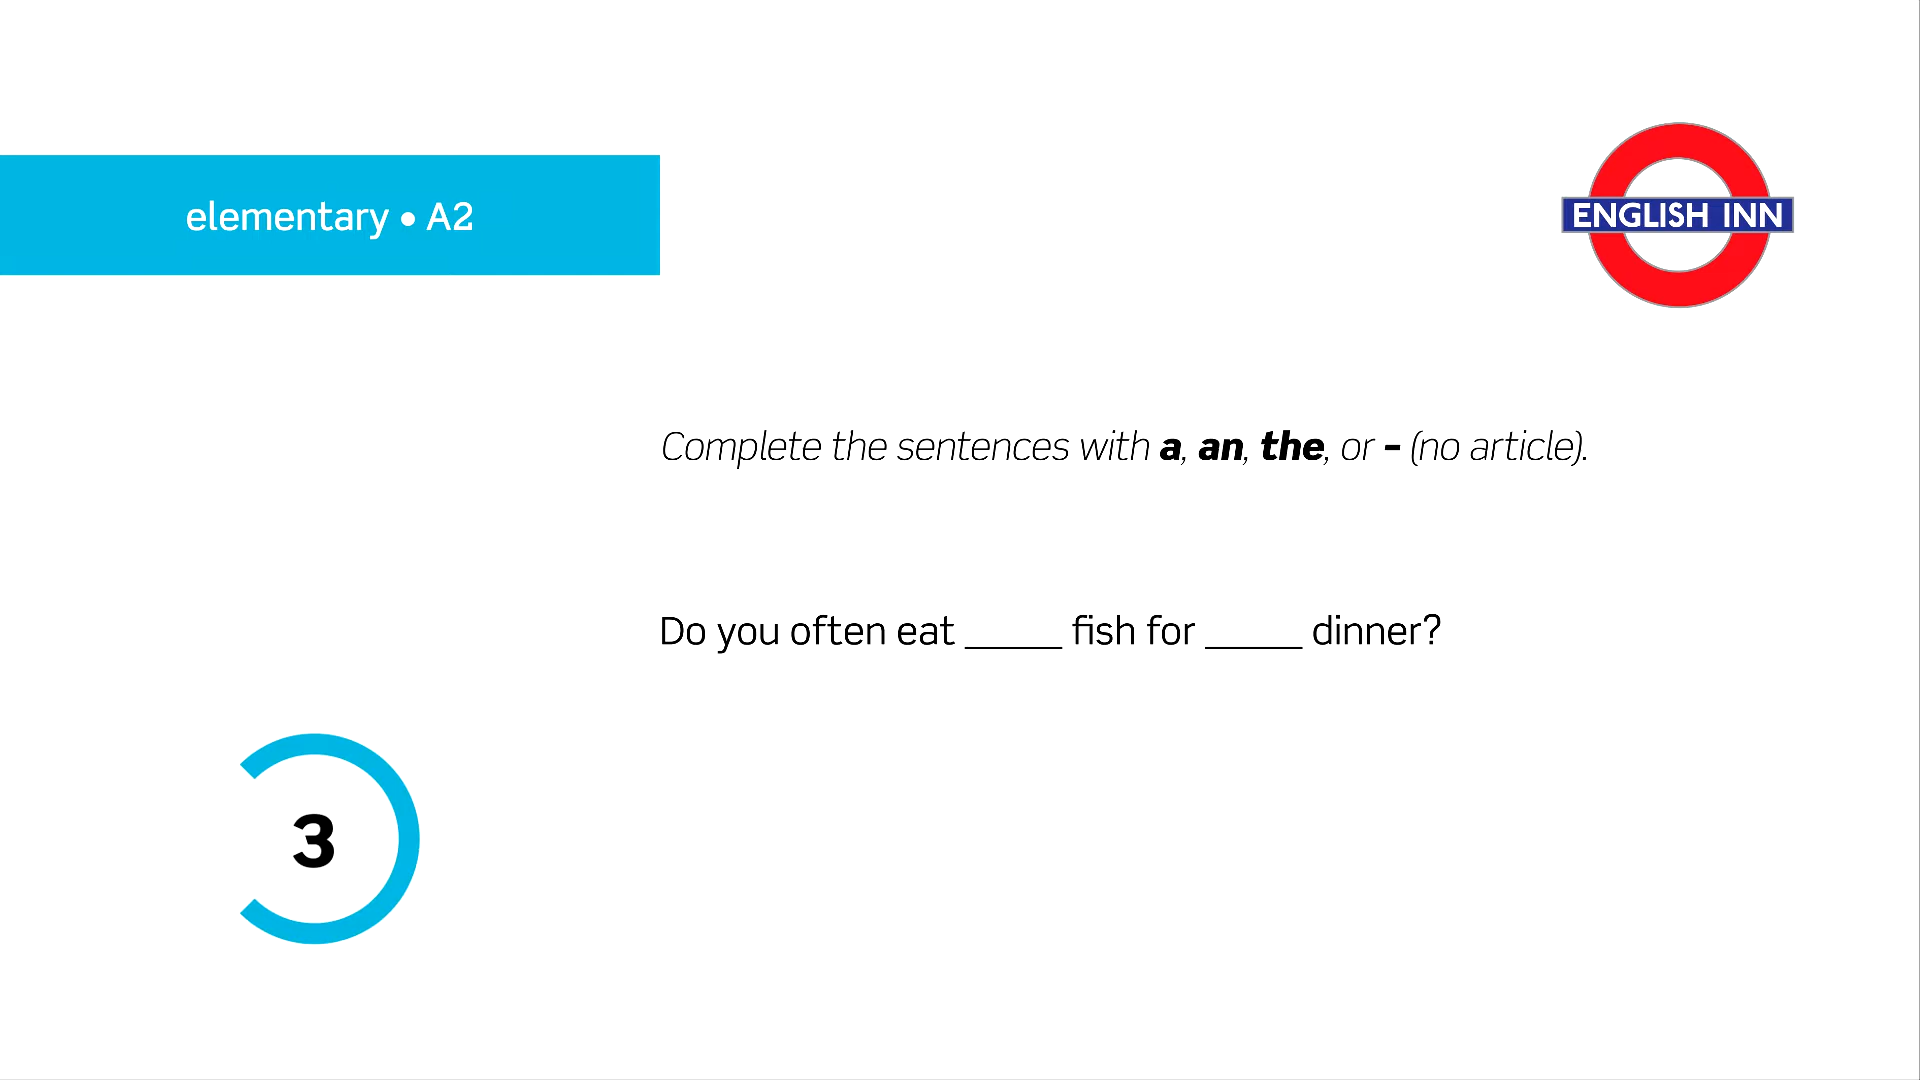 elementary • A2
ENGLISH INN
Complete the sentences with a, an, the, or - (no article).
Do you often eat _____ fish for _____ dinner?
3